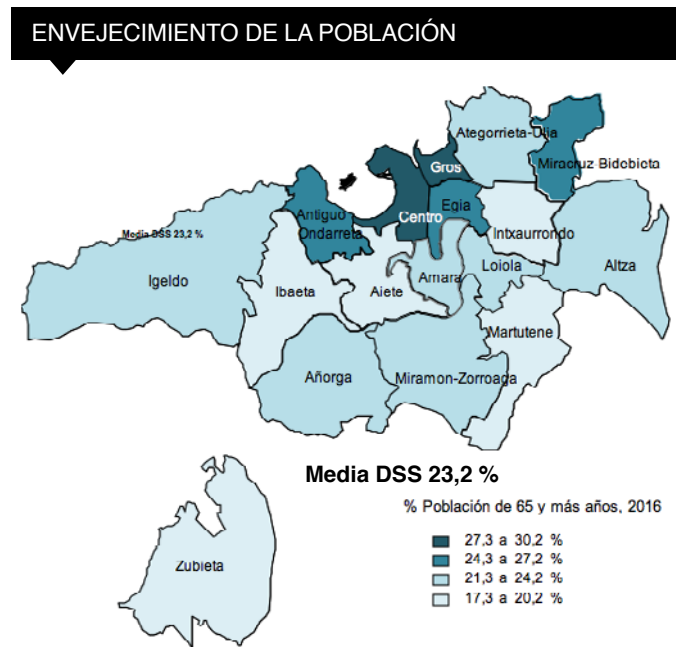 ENVEJECIMIENTO DE LA POBLACIÓN
Ategorrieta-Ulia
Miracruz-Bidebieta
Gros
Egia
Centro
Antiguo
Ondarreta
Intxaurrondo
Media DSS 23,2 %
Igeldo
Ibaeta
Aiete
Amara
Loiola
Altza
Martutene
Añorga
Miramon-Zorroaga
Media DSS 23,2 %
% Población de 65 y más años, 2016
27,3 a 30,2 %
24,3 a 27,2 %
21,3 a 24,2 %
17,3 a 20,2 %
Zubieta